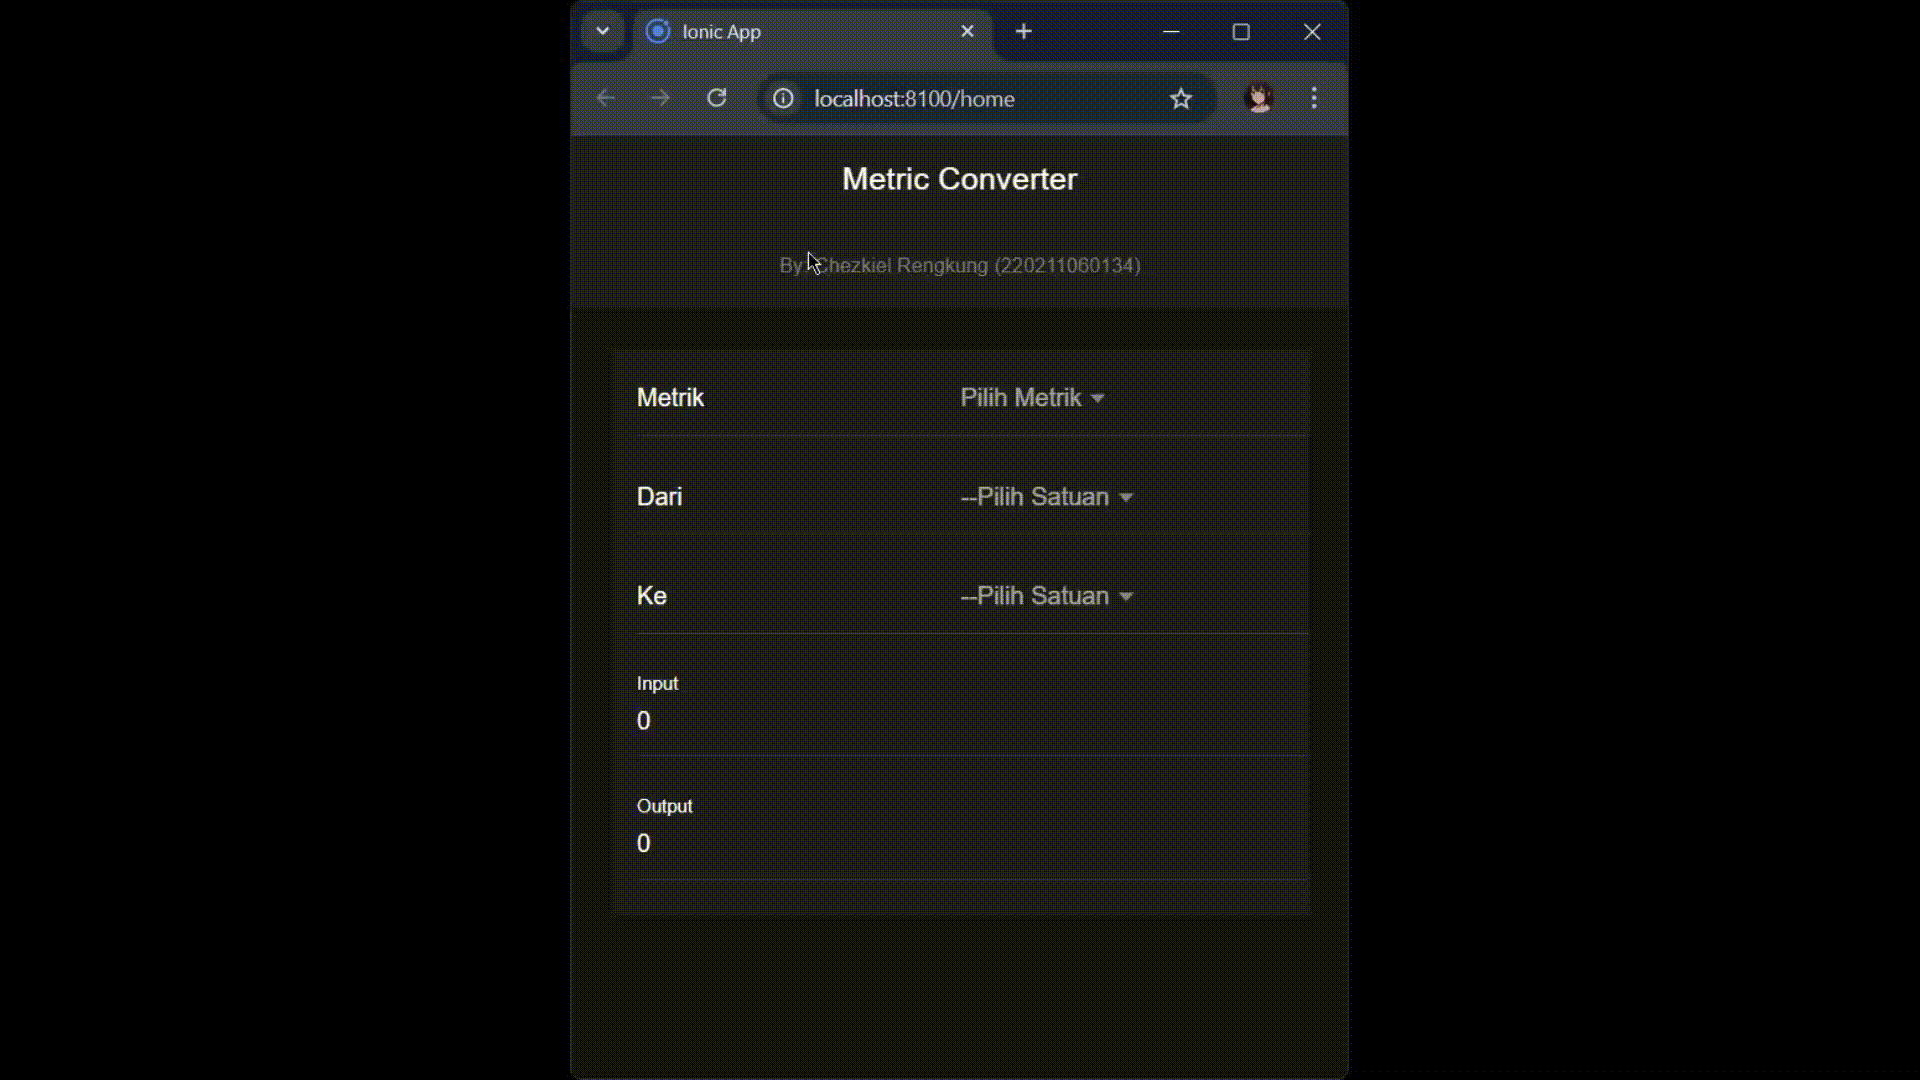 Ionic App
localhost:8100/home
Metric Converter
By: Chezkiel Rengkung (220211060134)
Metrik
Pilih Metrik
Dari
--Pilih Satuan
Ke
--Pilih Satuan
Input
0
Output
0